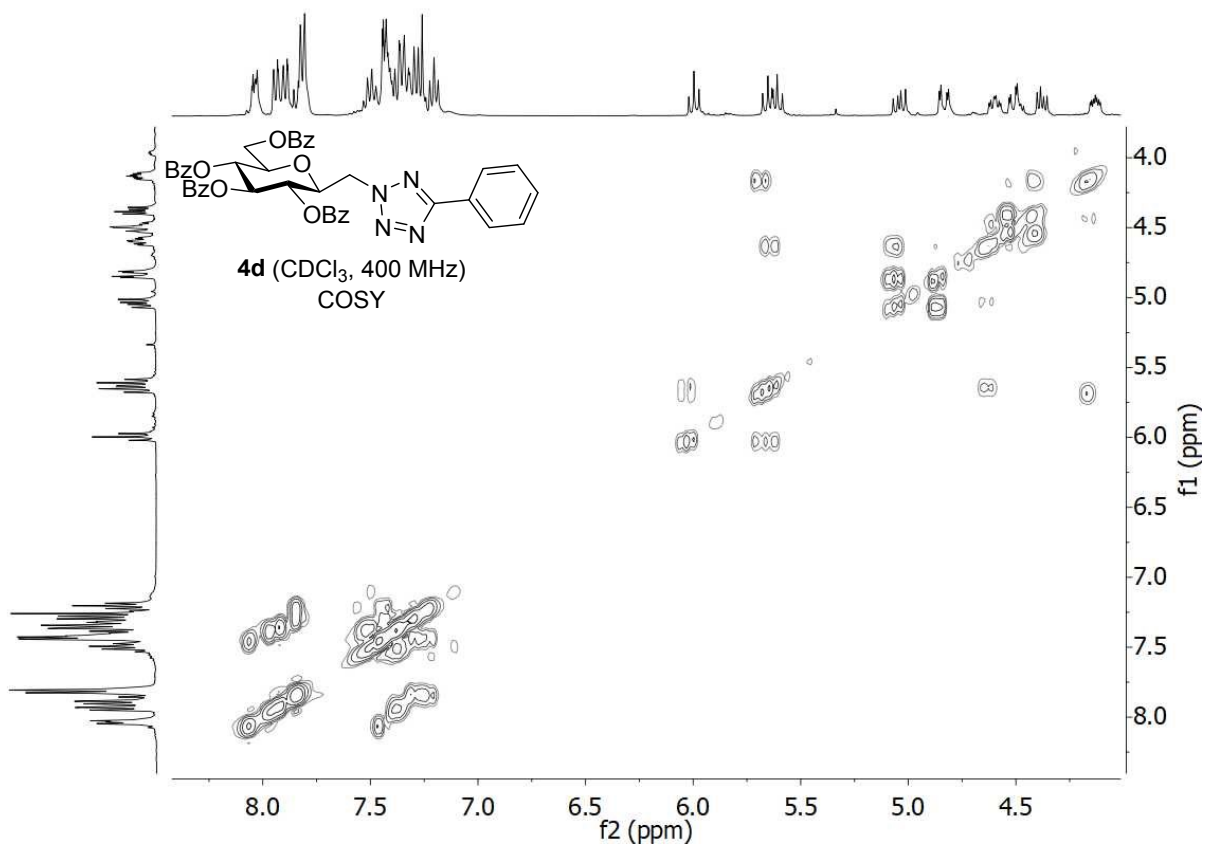 OBz
BzO
O
BzO
OBz
N
N
N
N
4d (CDCl₃, 400 MHz)
COSY
4.0
4.5
5.0
5.5
6.0
6.5
7.0
7.5
8.0
f1 (ppm)
8.0 7.5 7.0 6.5 6.0 5.5 5.0 4.5
f2 (ppm)